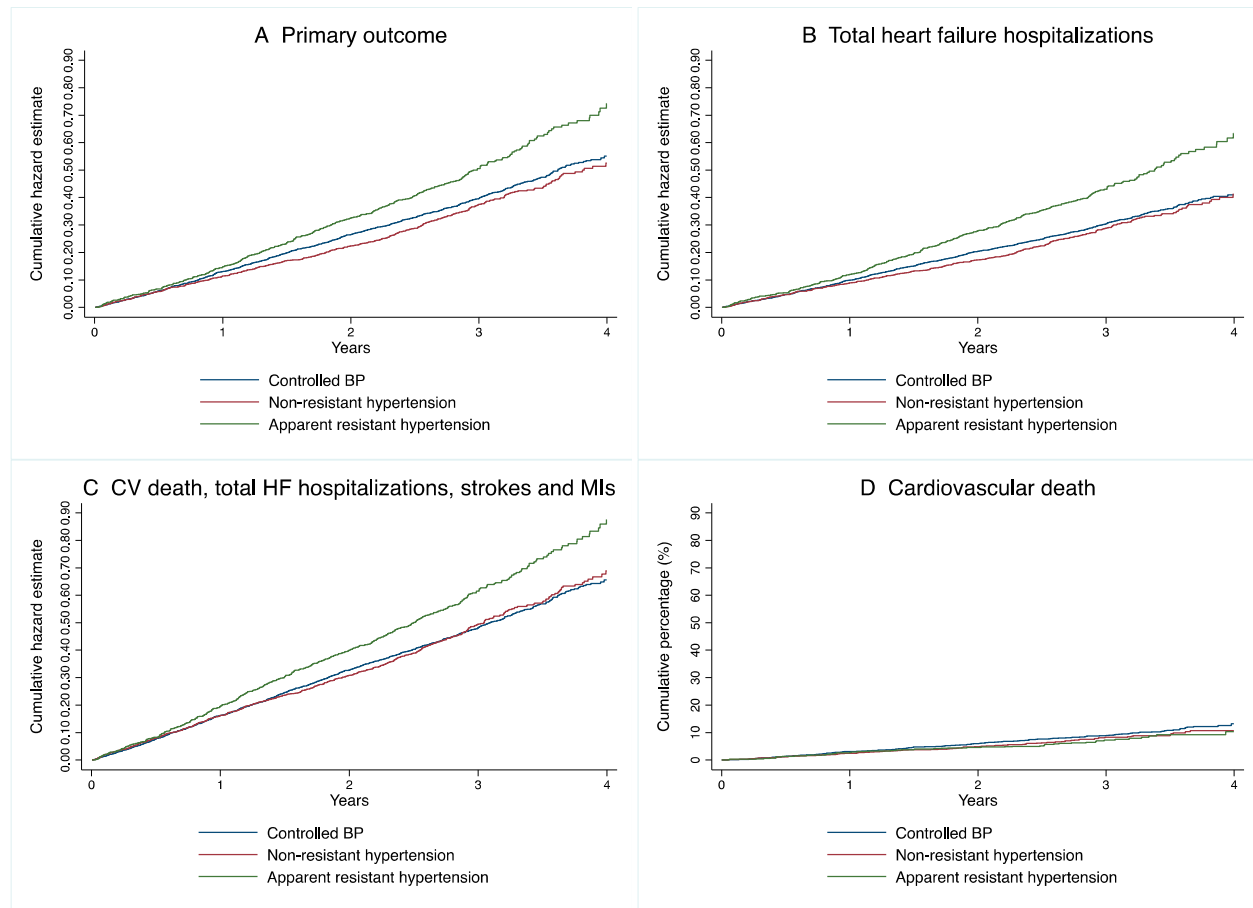 A Primary outcome
Cumulative hazard estimate
0.00 0.10 0.20 0.30 0.40 0.50 0.60 0.70 0.80 0.90
0 1 2 3 4
Years
Controlled BP
Non-resistant hypertension
Apparent resistant hypertension
B Total heart failure hospitalizations
Cumulative hazard estimate
0.00 0.10 0.20 0.30 0.40 0.50 0.60 0.70 0.80 0.90
0 1 2 3 4
Years
Controlled BP
Non-resistant hypertension
Apparent resistant hypertension
C CV death, total HF hospitalizations, strokes and MIs
Cumulative hazard estimate
0.00 0.10 0.20 0.30 0.40 0.50 0.60 0.70 0.80 0.90
0 1 2 3 4
Years
Controlled BP
Non-resistant hypertension
Apparent resistant hypertension
D Cardiovascular death
Cumulative percentage (%)
0 10 20 30 40 50 60 70 80 90
0 1 2 3 4
Years
Controlled BP
Non-resistant hypertension
Apparent resistant hypertension